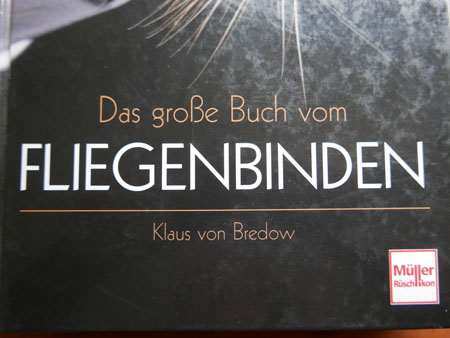 Das große Buch vom
FLIEGENBINDEN
Klaus von Bredow
Müller
Rüschlikon